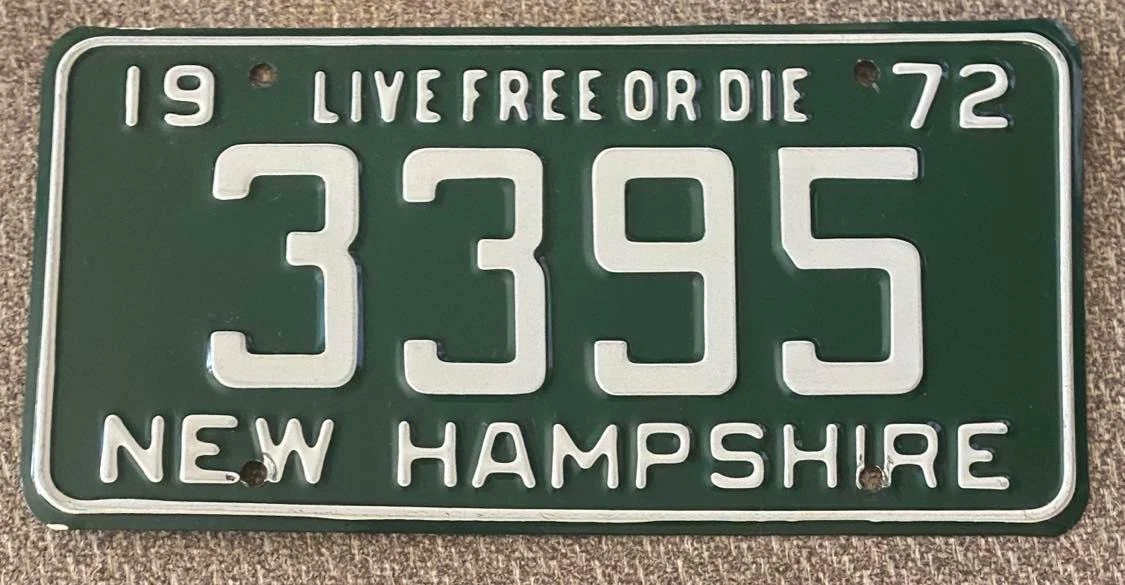 19 LIVE FREE OR DIE 72
3395
NEW HAMPSHIRE